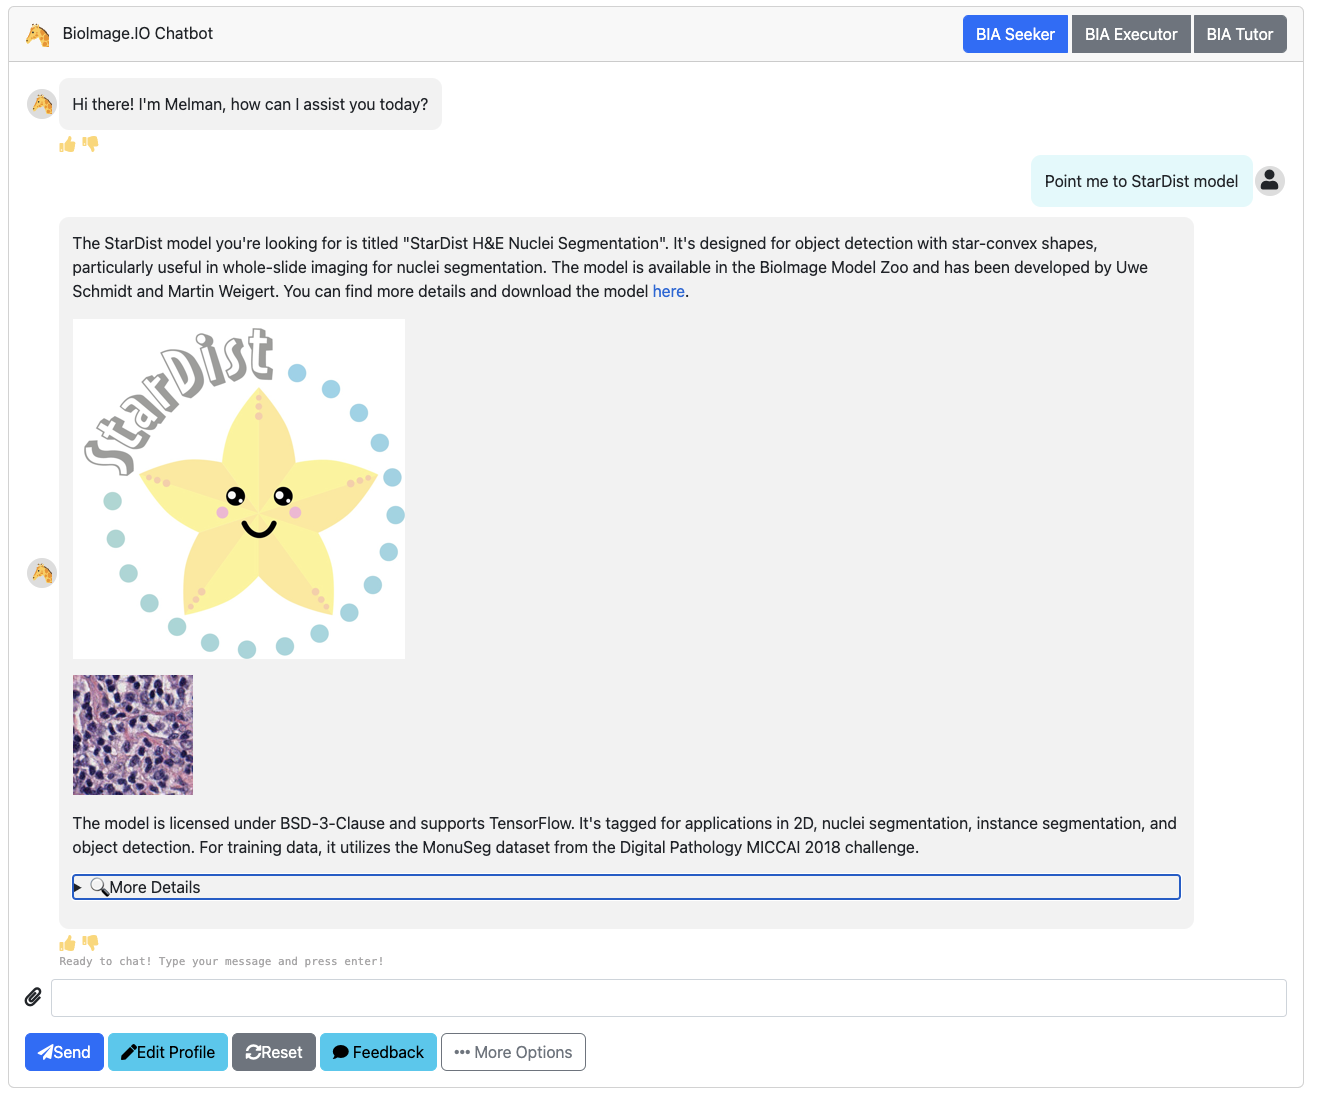 BioImage.IO Chatbot
BIA Seeker
BIA Executor
BIA Tutor
Hi there! I'm Melman, how can I assist you today?
Point me to StarDist model
The StarDist model you're looking for is titled "StarDist H&E Nuclei Segmentation". It's designed for object detection with star-convex shapes,
particularly useful in whole-slide imaging for nuclei segmentation. The model is available in the BioImage Model Zoo and has been developed by Uwe
Schmidt and Martin Weigert. You can find more details and download the model here.
StarDist
The model is licensed under BSD-3-Clause and supports TensorFlow. It's tagged for applications in 2D, nuclei segmentation, instance segmentation, and
object detection. For training data, it utilizes the MonuSeg dataset from the Digital Pathology MICCAI 2018 challenge.
More Details
Ready to chat! Type your message and press enter!
Send
Edit Profile
Reset
Feedback
More Options